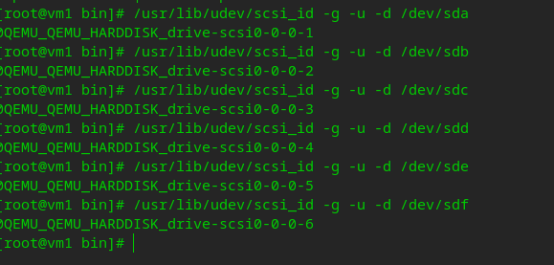 [root@vm1 bin]# /usr/lib/udev/scsi_id -g -u -d /dev/sda
0QEMU_QEMU_HARDDISK_drive-scsi0-0-0-1
[root@vm1 bin]# /usr/lib/udev/scsi_id -g -u -d /dev/sdb
0QEMU_QEMU_HARDDISK_drive-scsi0-0-0-2
[root@vm1 bin]# /usr/lib/udev/scsi_id -g -u -d /dev/sdc
0QEMU_QEMU_HARDDISK_drive-scsi0-0-0-3
[root@vm1 bin]# /usr/lib/udev/scsi_id -g -u -d /dev/sdd
0QEMU_QEMU_HARDDISK_drive-scsi0-0-0-4
[root@vm1 bin]# /usr/lib/udev/scsi_id -g -u -d /dev/sde
0QEMU_QEMU_HARDDISK_drive-scsi0-0-0-5
[root@vm1 bin]# /usr/lib/udev/scsi_id -g -u -d /dev/sdf
0QEMU_QEMU_HARDDISK_drive-scsi0-0-0-6
[root@vm1 bin]#